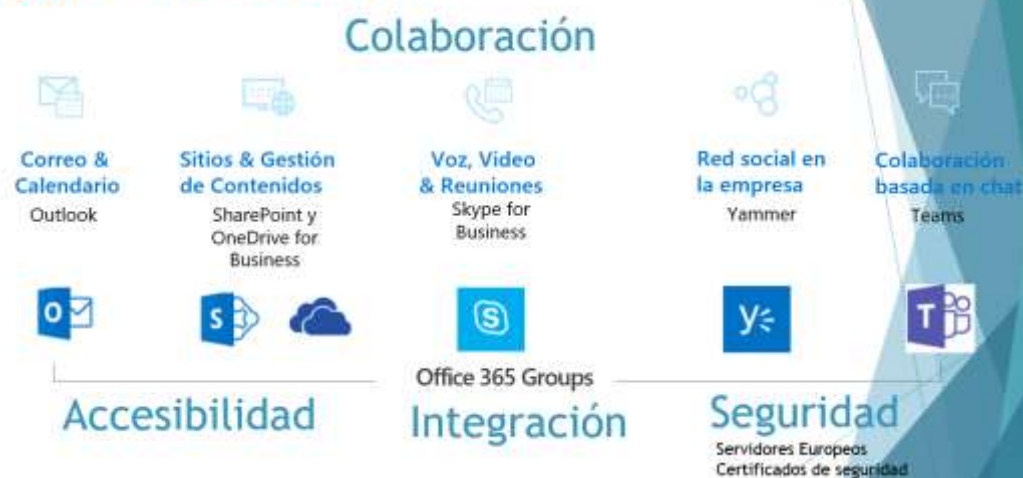 Colaboración
Correo &
Calendario
Outlook
Sitios & Gestión
de Contenidos
SharePoint y
OneDrive for
Business
Voz, Video
& Reuniones
Skype for
Business
Red social en
la empresa
Yammer
Colaboración
basada en chat
Teams
O
S
S
y
T
Office 365 Groups
Accesibilidad
Integración
Seguridad
Servidores Europeos
Certificados de seguridad